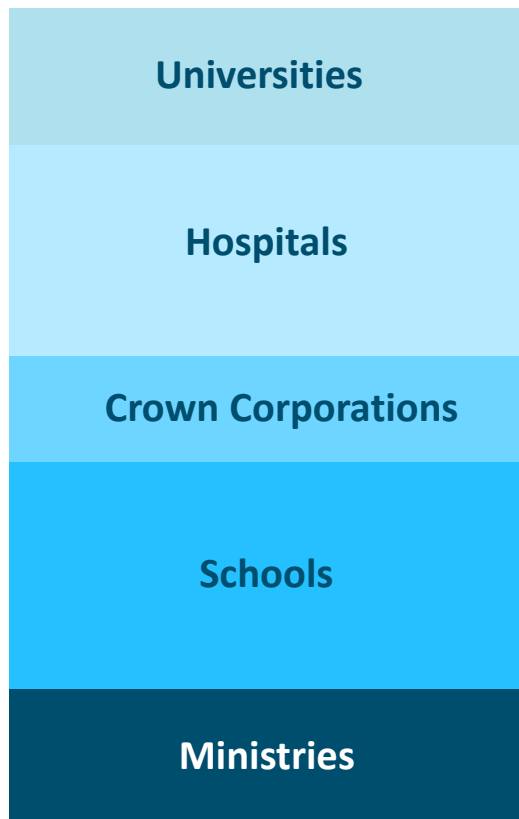 Universities
Hospitals
Crown Corporations
Schools
Ministries